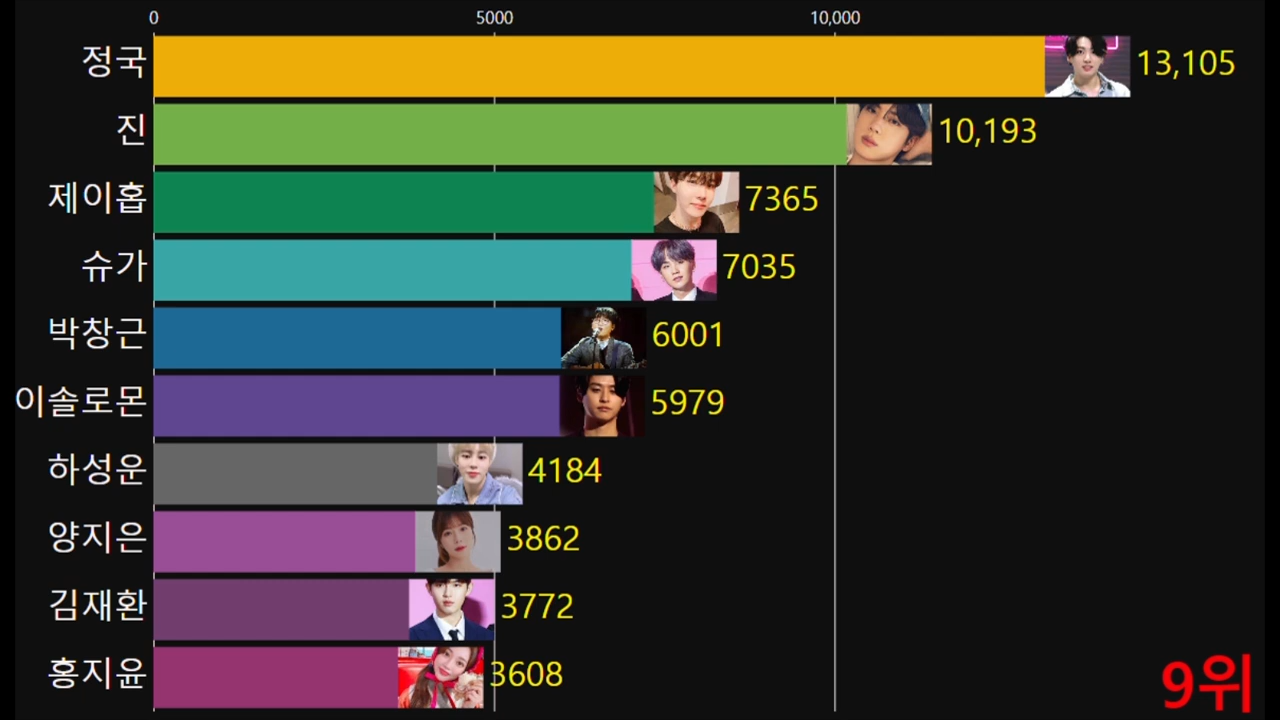 0 5000 10,000
정국 13,105
진 10,193
제이홉 7365
슈가 7035
박창근 6001
이솔로몬 5979
하성운 4184
양지은 3862
김재환 3772
홍지윤 3608
9위